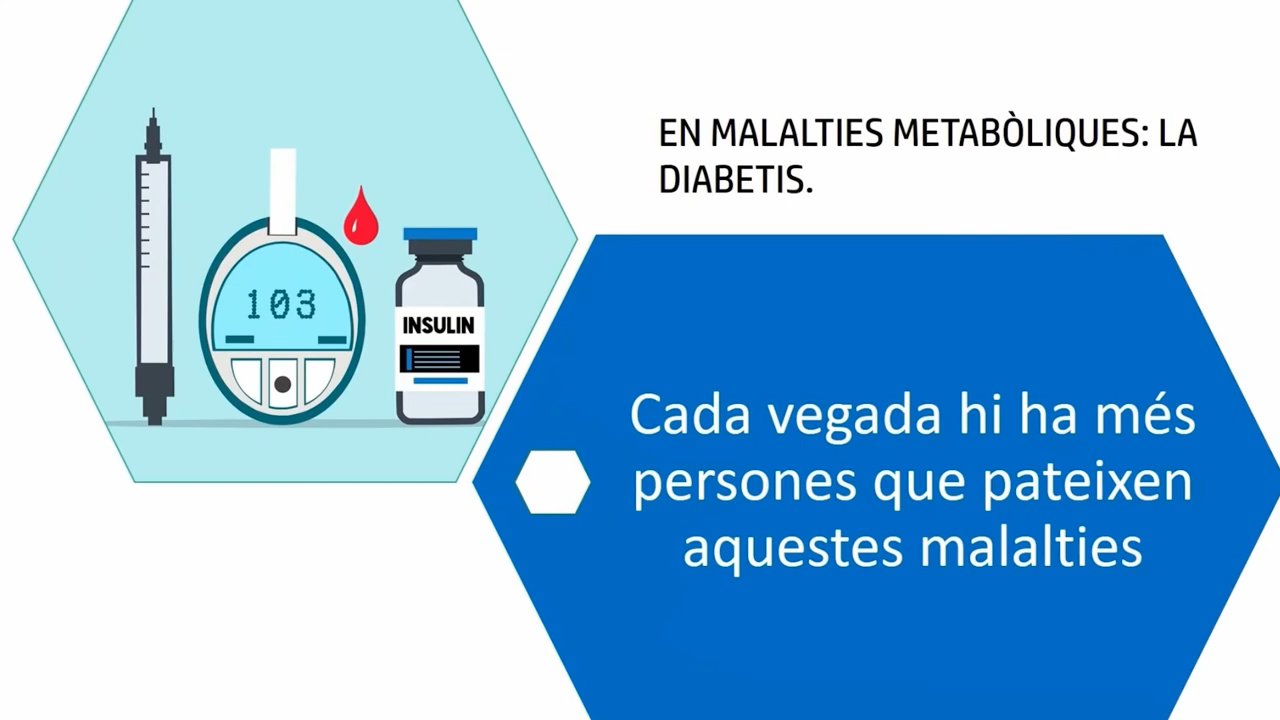 EN MALALTIES METABÒLIQUES: LA
DIABETIS.
103
INSULIN
Cada vegada hi ha més
persones que pateixen
aquestes malalties